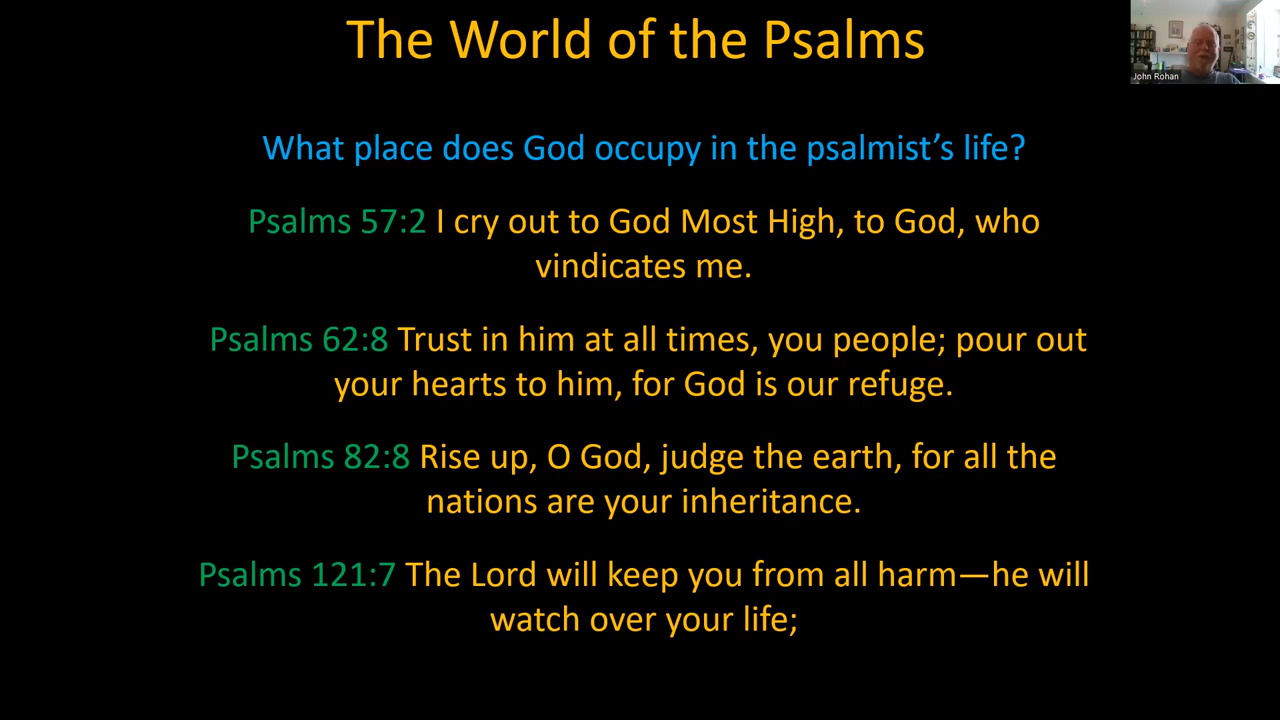 The World of the Psalms
John Rohan
What place does God occupy in the psalmist’s life?
Psalms 57:2 I cry out to God Most High, to God, who
vindicates me.
Psalms 62:8 Trust in him at all times, you people; pour out
your hearts to him, for God is our refuge.
Psalms 82:8 Rise up, O God, judge the earth, for all the
nations are your inheritance.
Psalms 121:7 The Lord will keep you from all harm—he will
watch over your life;